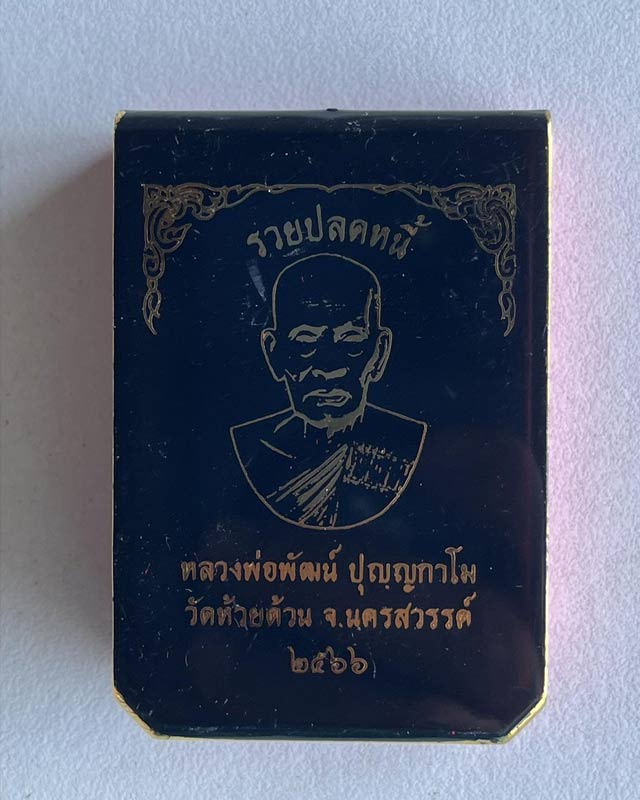 รวยปลดหนี้
หลวงพ่อพัฒน์ ปุญฺญกาโม
วัดห้วยด้วน จ.นครสวรรค์
๒๕๖๖